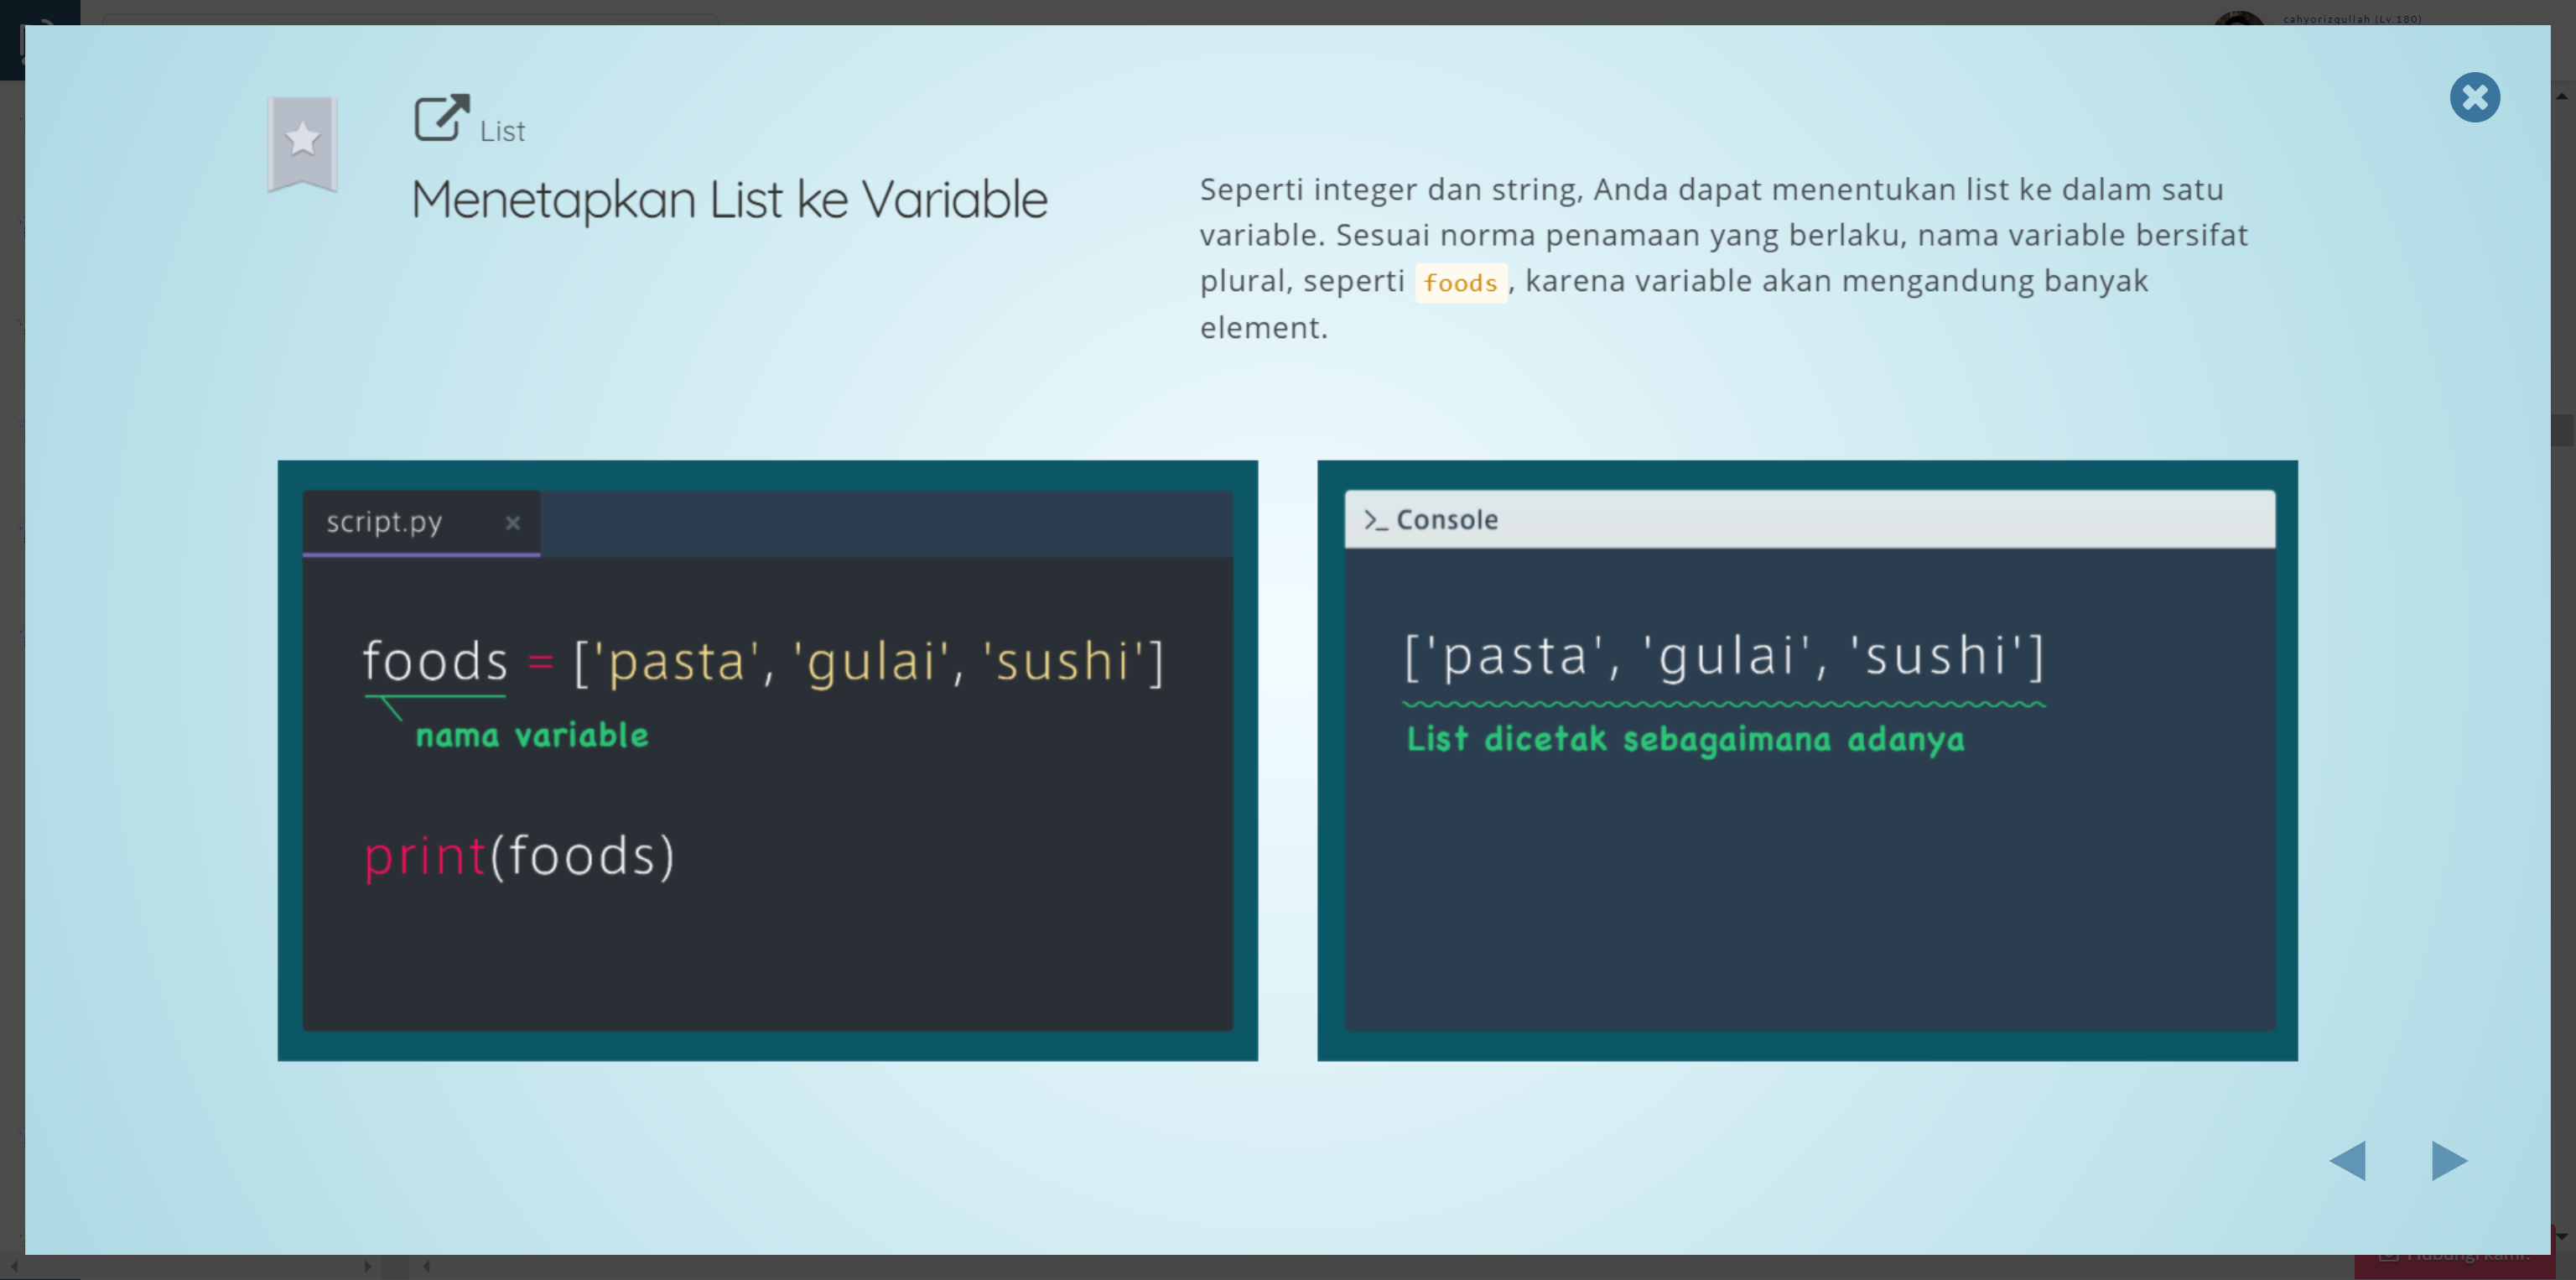 cahyorizqullah (Lv.180)
List
Menetapkan List ke Variable
Seperti integer dan string, Anda dapat menentukan list ke dalam satu
variable. Sesuai norma penamaan yang berlaku, nama variable bersifat
plural, seperti foods, karena variable akan mengandung banyak
element.
script.py ×
foods = ['pasta', 'gulai', 'sushi']
nama variable
print(foods)
>_ Console
['pasta', 'gulai', 'sushi']
List dicetak sebagaimana adanya